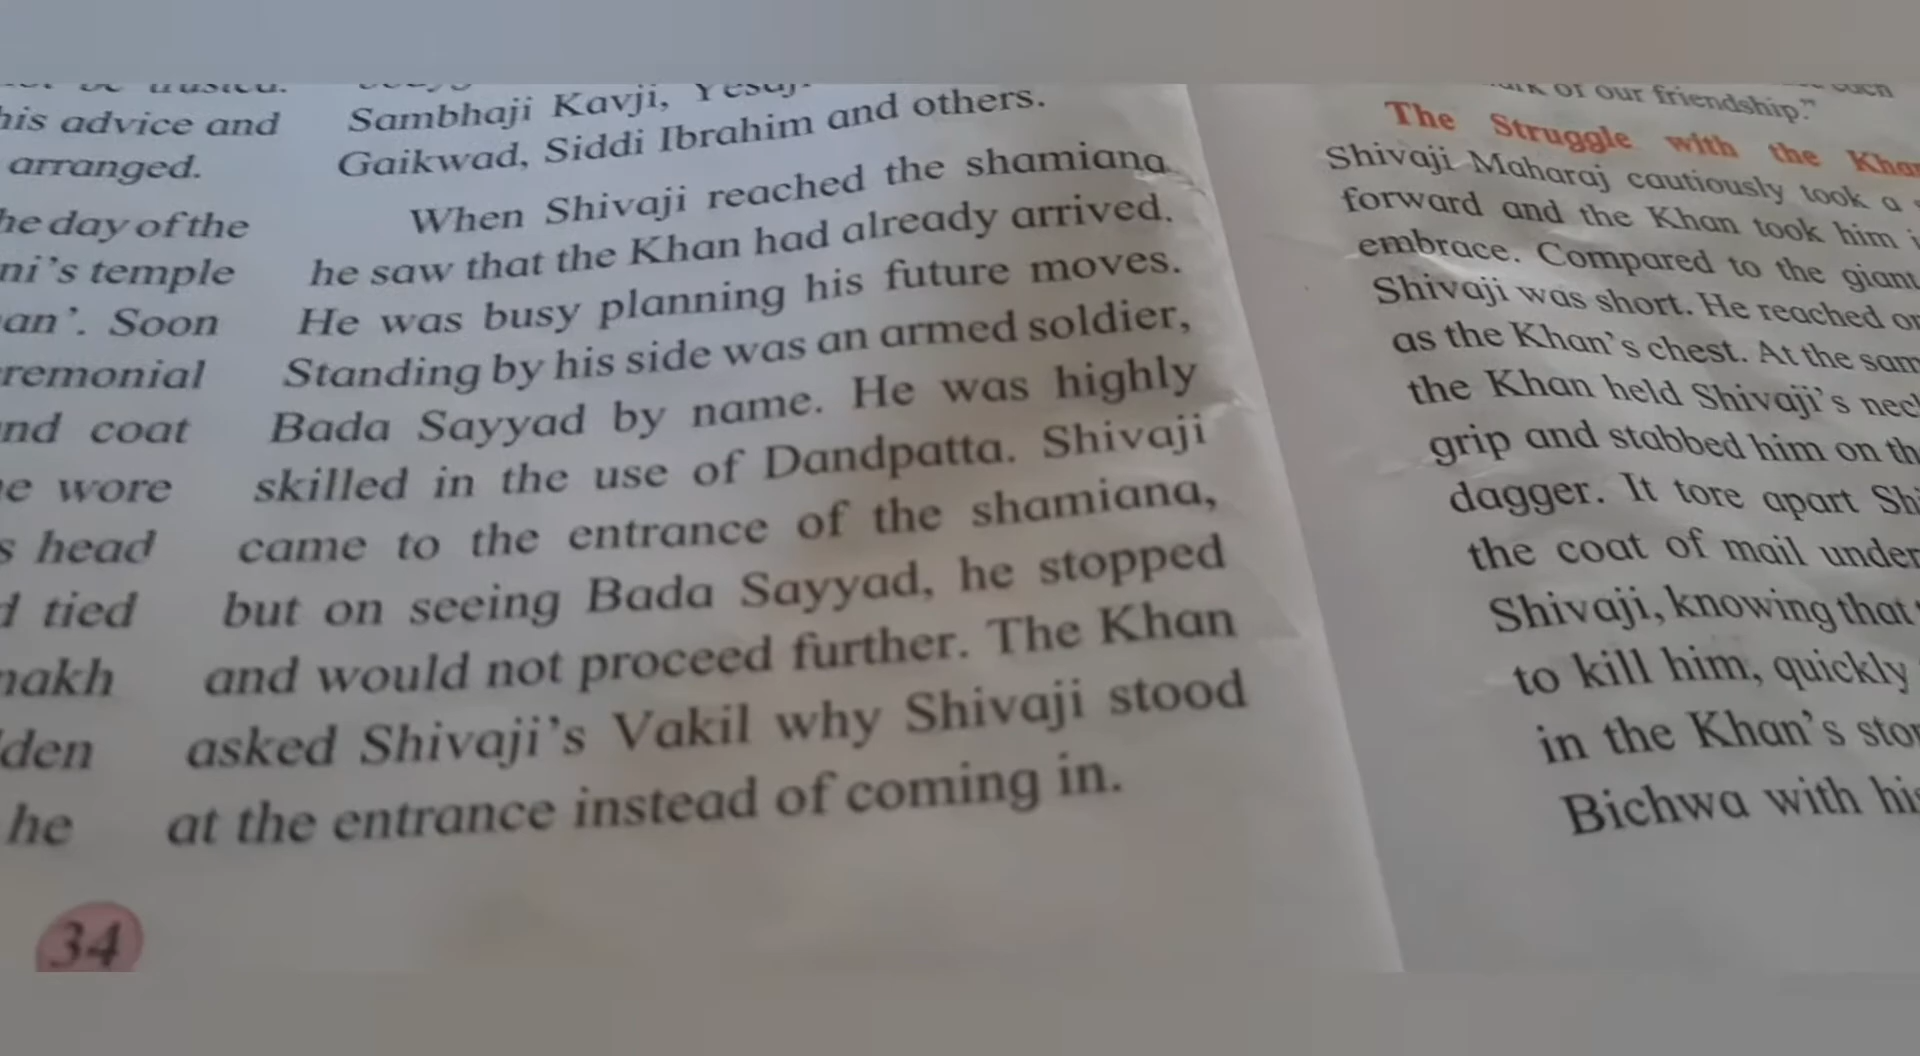 his advice and
arranged.
he day of the
ni's temple
an'. Soon
remonial
nd coat
e wore
s head
d tied
nakh
den
he
Sambhaji Kavji,
Gaikwad, Siddi Ibrahim and others.
When Shivaji reached the shamiana
he saw that the Khan had already arrived.
He was busy planning his future moves.
Standing by his side was an armed soldier,
Bada Sayyad by name. He was highly
skilled in the use of Dandpatta. Shivaji
came to the entrance of the shamiana,
but on seeing Bada Sayyad, he stopped
and would not proceed further. The Khan
asked Shivaji's Vakil why Shivaji stood
at the entrance instead of coming in.
34
of our friendship."
The Struggle with the Khan
Shivaji Maharaj cautiously took a
forward and the Khan took him
embrace. Compared to the giant
Shivaji was short. He reached
as the Khan's chest. At the sam
the Khan held Shivaji's nec
grip and stabbed him on th
dagger. It tore apart Shi
the coat of mail under
Shivaji, knowing that
to kill him, quickly
in the Khan's sto
Bichwa with his